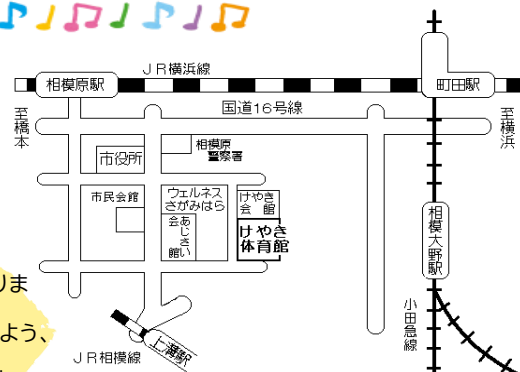 JR横浜線
相模原駅
町田駅
至橋本
国道16号線
至横浜
相模原
警察署
市役所
市民会館
ウェルネス
さがみはら
けやき
会館
あじさい
会館
けやき
体育館
相模大野駅
小田急線
りま
よう、
上溝駅
JR相模線